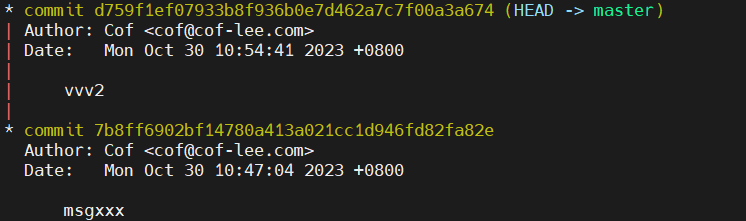 * commit d759f1ef07933b8f936b0e7d462a7c7f00a3a674 (HEAD -> master)
| Author: Cof <cof@cof-lee.com>
| Date:   Mon Oct 30 10:54:41 2023 +0800
|
|     vvv2
|
* commit 7b8ff6902bf14780a413a021cc1d946fd82fa82e
  Author: Cof <cof@cof-lee.com>
  Date:   Mon Oct 30 10:47:04 2023 +0800

      msgxxx